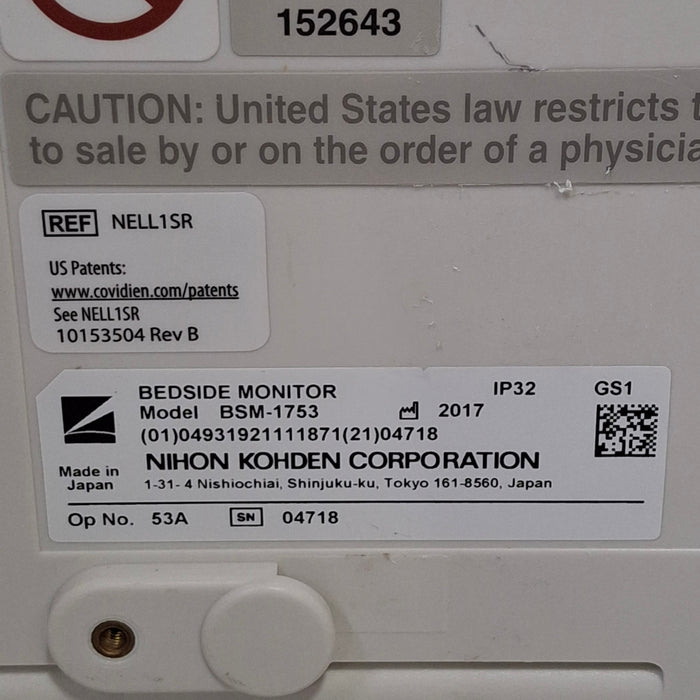 152643
CAUTION: United States law restricts
to sale by or on the order of a
REF NELL1SR
US Patents:
www.covidien.com/patents
See NELL1SR
10153504 Rev B
BEDSIDE MONITOR IP32 GS1
Model BSM-1753 2017
(01)04931921111871(21)04718
NIHON KOHDEN CORPORATION
Made in
Japan
1-31- 4 Nishiochiai, Shinjuku-ku, Tokyo 161-8560, Japan
Op No. 53A SN 04718